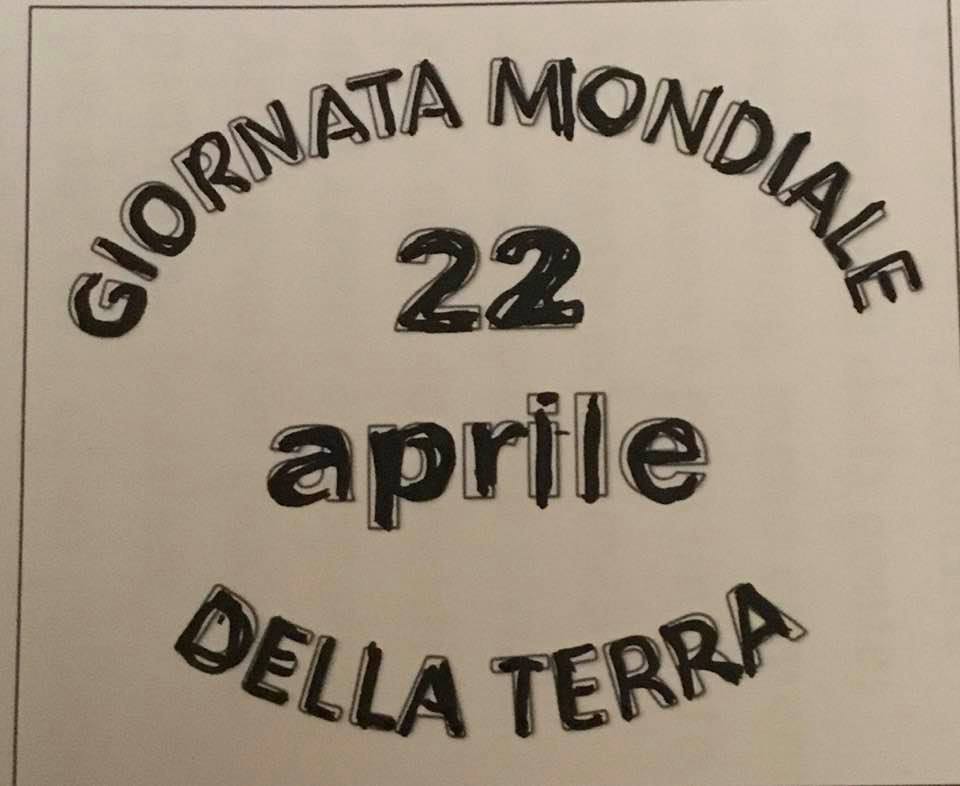 GIORNATA MONDIALE
22
aprile
DELLA TERRA